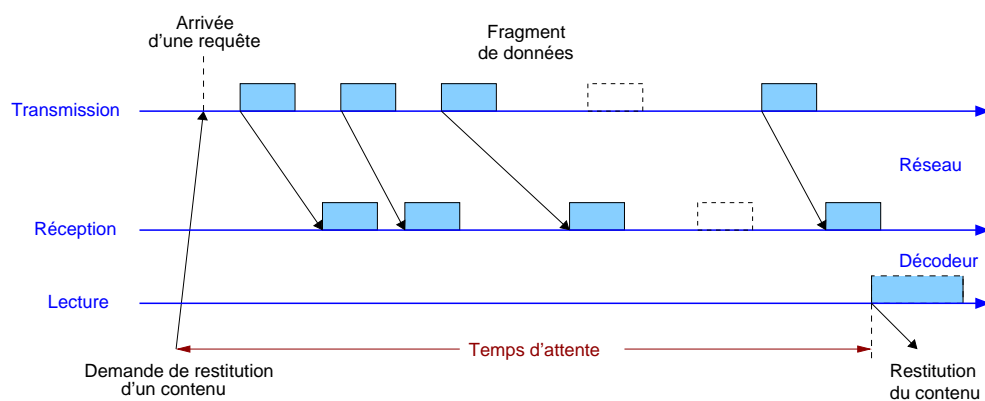 Arrivée
d'une requête
Fragment
de données
Transmission
Réseau
Réception
Décodeur
Lecture
Temps d'attente
Demande de restitution
d'un contenu
Restitution
du contenu